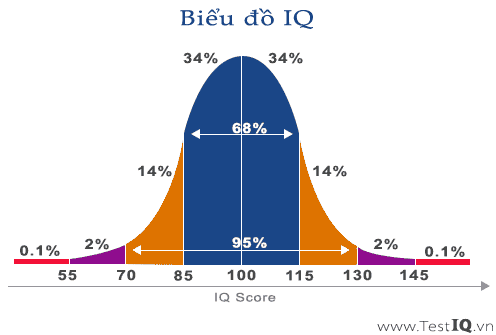 Biểu đồ IQ
34% 34%
68%
14% 14%
0.1% 2% 95% 2% 0.1%
55 70 85 100 115 130 145
IQ Score
www.TestIQ.vn